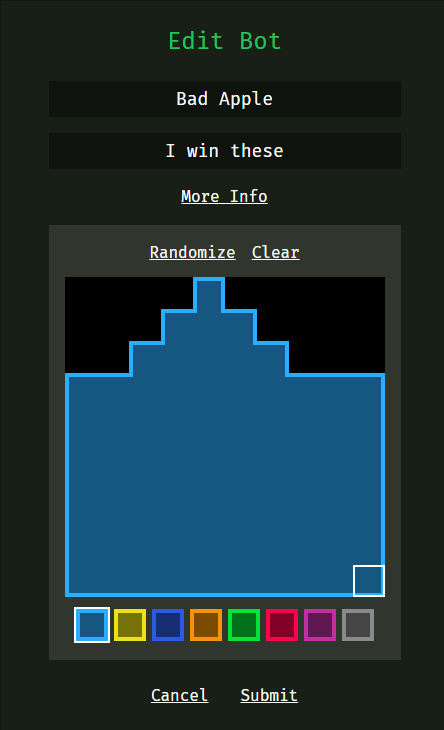 Edit Bot
Bad Apple
I win these
More Info
Randomize Clear
Cancel Submit